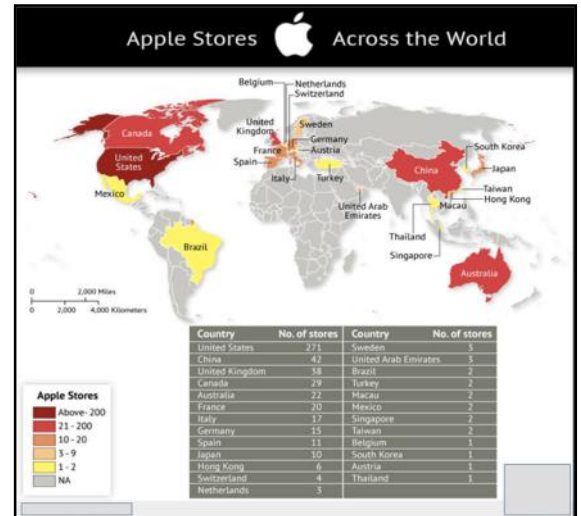 Apple Stores Across the World
Belgium
Netherlands
Switzerland
United
Kingdom
Sweden
Canada
Germany
France
Austria
South Korea
United
States
Spain
China
Japan
Italy
Turkey
Mexico
Taiwan
United Arab
Emirates
Macau
Hong Kong
Thailand
Brazil
Singapore
Australia
0 2,000 Miles
0 2,000 4,000 Kilometers
Country No. of stores Country No. of stores
United States 271 Sweden 3
China 42 United Arab Emirates 3
United Kingdom 38 Brazil 2
Canada 29 Turkey 2
Australia 22 Macau 2
France 20 Mexico 2
Italy 17 Singapore 2
Germany 15 Taiwan 2
Spain 11 Belgium 1
Japan 10 South Korea 1
Hong Kong 6 Austria 1
Switzerland 4 Thailand 1
Netherlands 3
Apple Stores
Above- 200
21 - 200
10 - 20
3 - 9
1 - 2
NA